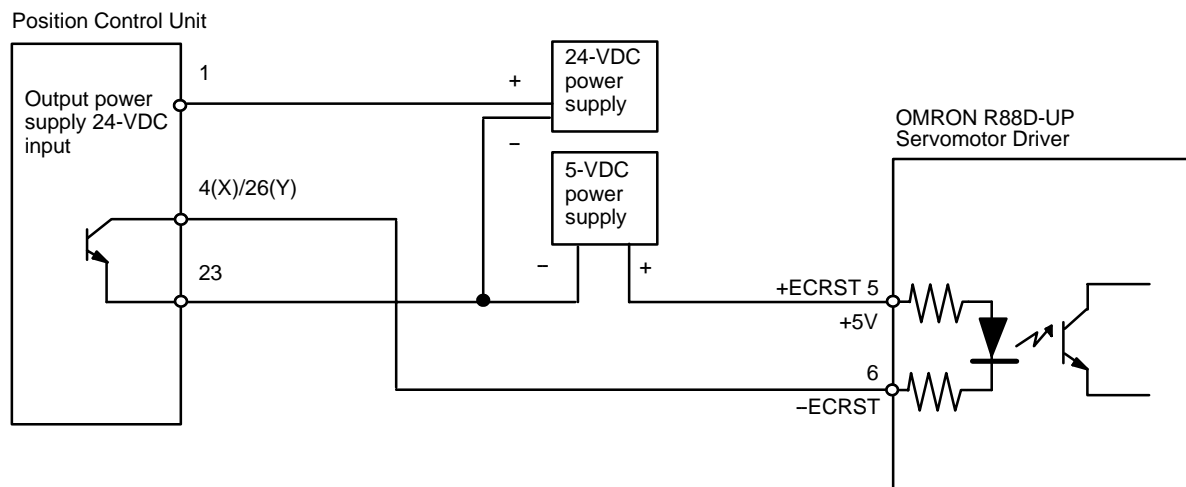 Position Control Unit
1
+
24-VDC
power
supply
Output power
supply 24-VDC
input
−
OMRON R88D-UP
Servomotor Driver
5-VDC
power
supply
4(X)/26(Y)
23
−
+
+ECRST 5
+5V
6
−ECRST